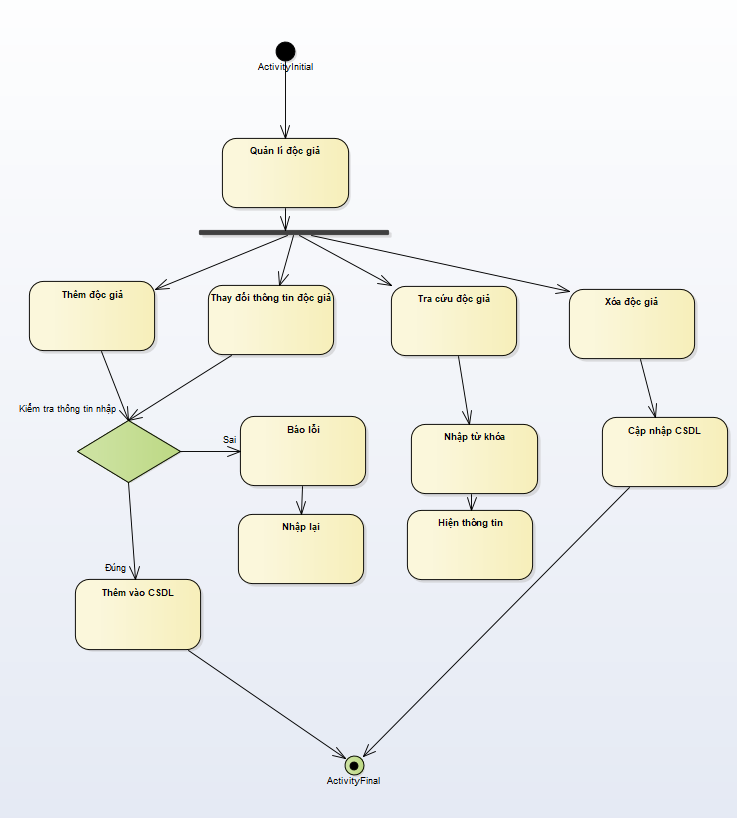 ActivityInitial
Quản lí độc giả
Thêm độc giả
Thay đổi thông tin độc giả
Tra cứu độc giả
Xóa độc giả
Kiểm tra thông tin nhập
Sai
Báo lỗi
Nhập từ khóa
Cập nhập CSDL
Nhập lại
Hiện thông tin
Đúng
Thêm vào CSDL
ActivityFinal